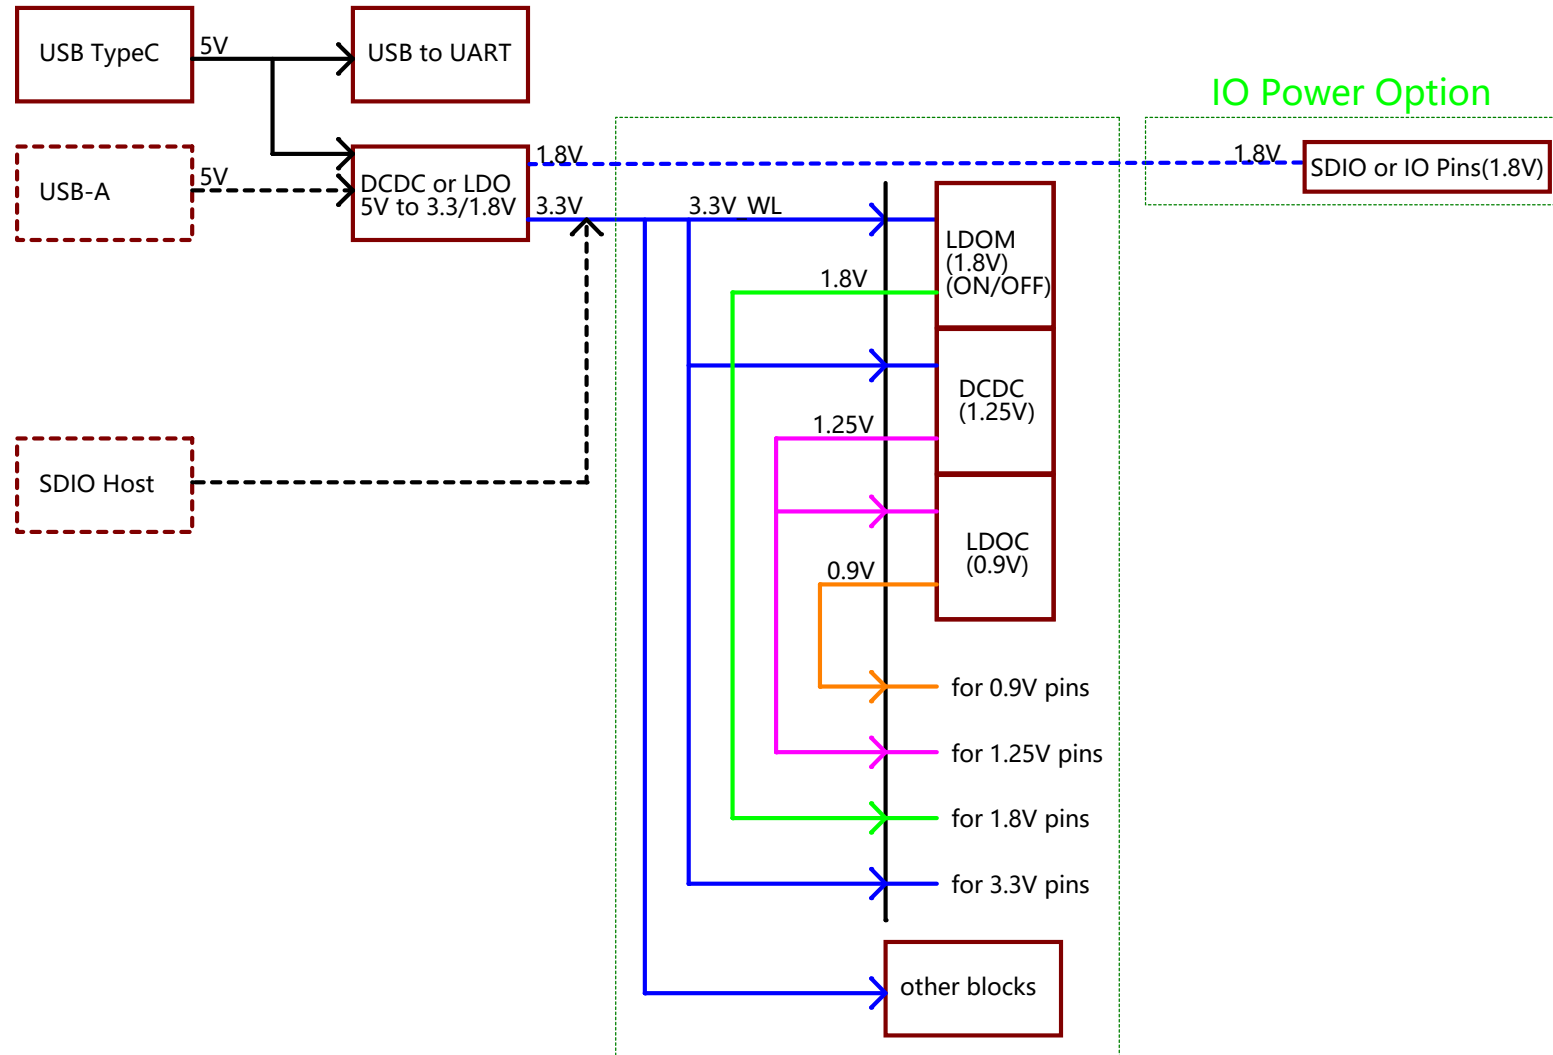 USB TypeC
5V
USB to UART
IO Power Option
USB-A
5V
DCDC or LDO
5V to 3.3/1.8V
1.8V
1.8V
SDIO or IO Pins(1.8V)
3.3V
3.3V_WL
LDOM
(1.8V)
(ON/OFF)
1.8V
DCDC
(1.25V)
1.25V
SDIO Host
LDOC
(0.9V)
0.9V
for 0.9V pins
for 1.25V pins
for 1.8V pins
for 3.3V pins
other blocks